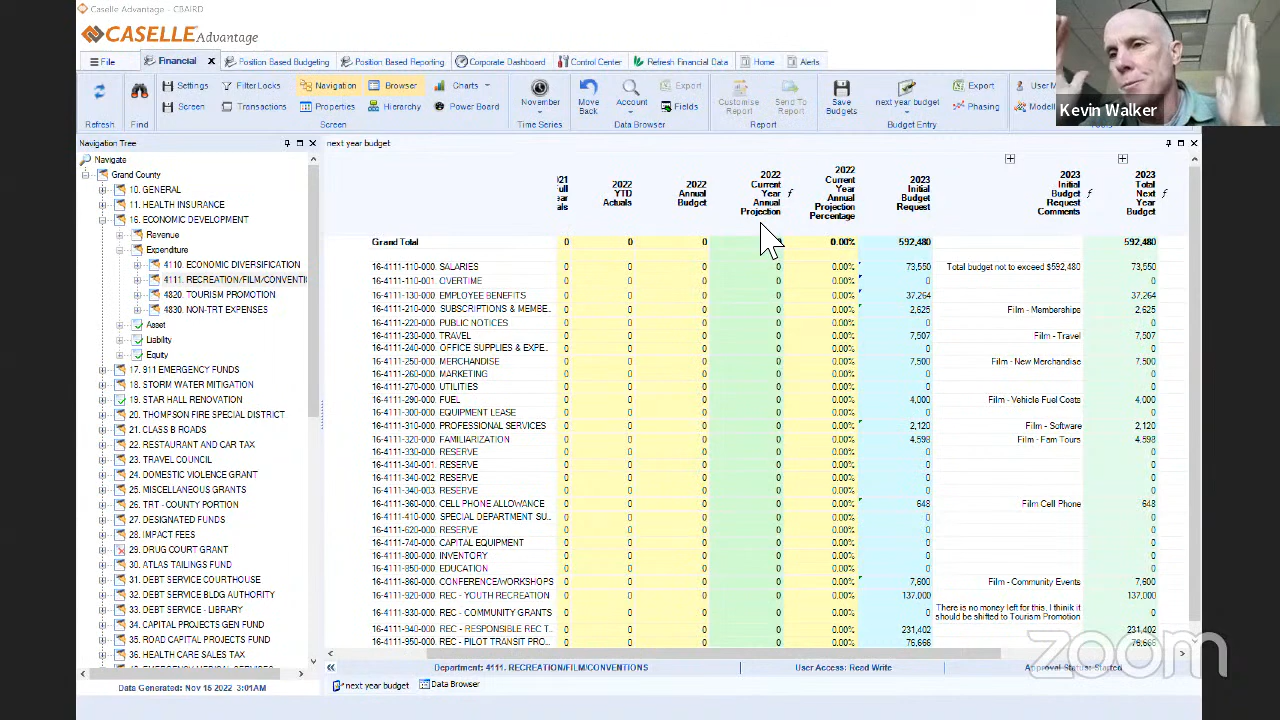 Caselle Advantage - CBAIRD
CASELLE Advantage
File
Financial X
Position Based Budgeting
Position Based Reporting
Corporate Dashboard
Control Center
Refresh Financial Data
Home
Alerts
Settings
Filter Locks
Navigation
Browser
Charts
Export
Export
User M
Screen
Transactions
Properties
Hierarchy
Power Board
November
Move Back
Account
Fields
Customise Report
Send To Report
Save Budgets
next year budget
Phasing
Modeli
Refresh
Find
Screen
Time Series
Data Browser
Report
Budget Entry
Kevin Walker
Navigation Tree
Navigate
Grand County
10. GENERAL
11. HEALTH INSURANCE
16. ECONOMIC DEVELOPMENT
Revenue
Expenditure
4110. ECONOMIC DIVERSIFICATION
4111. RECREATION/FILM/CONVENTI
4820. TOURISM PROMOTION
4830. NON-TRT EXPENSES
Asset
Liability
Equity
17. 911 EMERGENCY FUNDS
18. STORM WATER MITIGATION
19. STAR HALL RENOVATION
20. THOMPSON FIRE SPECIAL DISTRICT
21. CLASS B ROADS
22. RESTAURANT AND CAR TAX
23. TRAVEL COUNCIL
24. DOMESTIC VIOLENCE GRANT
25. MISCELLANEOUS GRANTS
26. TRT - COUNTY PORTION
27. DESIGNATED FUNDS
28. IMPACT FEES
29. DRUG COURT GRANT
30. ATLAS TAILINGS FUND
31. DEBT SERVICE COURTHOUSE
32. DEBT SERVICE BLDG AUTHORITY
33. DEBT SERVICE - LIBRARY
34. CAPITAL PROJECTS GEN FUND
35. ROAD CAPITAL PROJECTS FUND
36. HEALTH CARE SALES TAX
Data Generated: Nov 15 2022 3:01AM
next year budget
2022 YTD Actuals
2022 Annual Budget
2022 Current Year Annual Projection
2022 Current Year Annual Projection Percentage
2023 Initial Budget Request
2023 Initial Budget Request Comments
2023 Total Next Year Budget
Grand Total 0 0 0 0 0.00% 592,480 592,480
16-4111-110-000. SALARIES 0 0 0 0 0.00% 73,550 Total budget not to exceed $592,480 73,550
16-4111-110-001. OVERTIME 0 0 0 0 0.00% 0 0
16-4111-130-000. EMPLOYEE BENEFITS 0 0 0 0 0.00% 37,264 37,264
16-4111-210-000. SUBSCRIPTIONS & MEMBE.. 0 0 0 0 0.00% 2,625 Film - Memberships 2,625
16-4111-220-000. PUBLIC NOTICES 0 0 0 0 0.00% 0 0
16-4111-230-000. TRAVEL 0 0 0 0 0.00% 7,507 Film - Travel 7,507
16-4111-240-000. OFFICE SUPPLIES & EXPE.. 0 0 0 0 0.00% 0 0
16-4111-250-000. MERCHANDISE 0 0 0 0 0.00% 7,500 Film - New Merchandise 7,500
16-4111-260-000. MARKETING 0 0 0 0 0.00% 0 0
16-4111-270-000. UTILITIES 0 0 0 0 0.00% 0 0
16-4111-290-000. FUEL 0 0 0 0 0.00% 4,000 Film - Vehicle Fuel Costs 4,000
16-4111-300-000. EQUIPMENT LEASE 0 0 0 0 0.00% 0 0
16-4111-310-000. PROFESSIONAL SERVICES 0 0 0 0 0.00% 2,120 Film - Software 2,120
16-4111-320-000. FAMILIARIZATION 0 0 0 0 0.00% 4,598 Film - Fam Tours 4,598
16-4111-330-000. RESERVE 0 0 0 0 0.00% 0 0
16-4111-340-001. RESERVE 0 0 0 0 0.00% 0 0
16-4111-340-002. RESERVE 0 0 0 0 0.00% 0 0
16-4111-340-003. RESERVE 0 0 0 0 0.00% 0 0
16-4111-360-000. CELL PHONE ALLOWANCE 0 0 0 0 0.00% 648 Film Cell Phone 648
16-4111-410-000. SPECIAL DEPARTMENT SU.. 0 0 0 0 0.00% 0 0
16-4111-620-000. RESERVE 0 0 0 0 0.00% 0 0
16-4111-740-000. CAPITAL EQUIPMENT 0 0 0 0 0.00% 0 0
16-4111-800-000. INVENTORY 0 0 0 0 0.00% 0 0
16-4111-850-000. EDUCATION 0 0 0 0 0.00% 0 0
16-4111-860-000. CONFERENCE/WORKSHOPS 0 0 0 0 0.00% 7,600 Film - Community Events 7,600
16-4111-920-000. REC - YOUTH RECREATION 0 0 0 0 0.00% 137,000 137,000
16-4111-930-000. REC - COMMUNITY GRANTS 0 0 0 0 0.00% 0 There is no money left for this, I think it should be shifted to Tourism Promotion 0
16-4111-940-000. REC - RESPONSIBLE REC T... 0 0 0 0 0.00% 231,402 231,402
16-4111-950-000. REC - PILOT TRANSIT PRO... 0 0 0 0 0.00% 76,666 76,666
Department: 4111. RECREATION/FILM/CONVENTIONS
User Access: Read Write
Approval Status: Started
next year budget
Data Browser
zoom